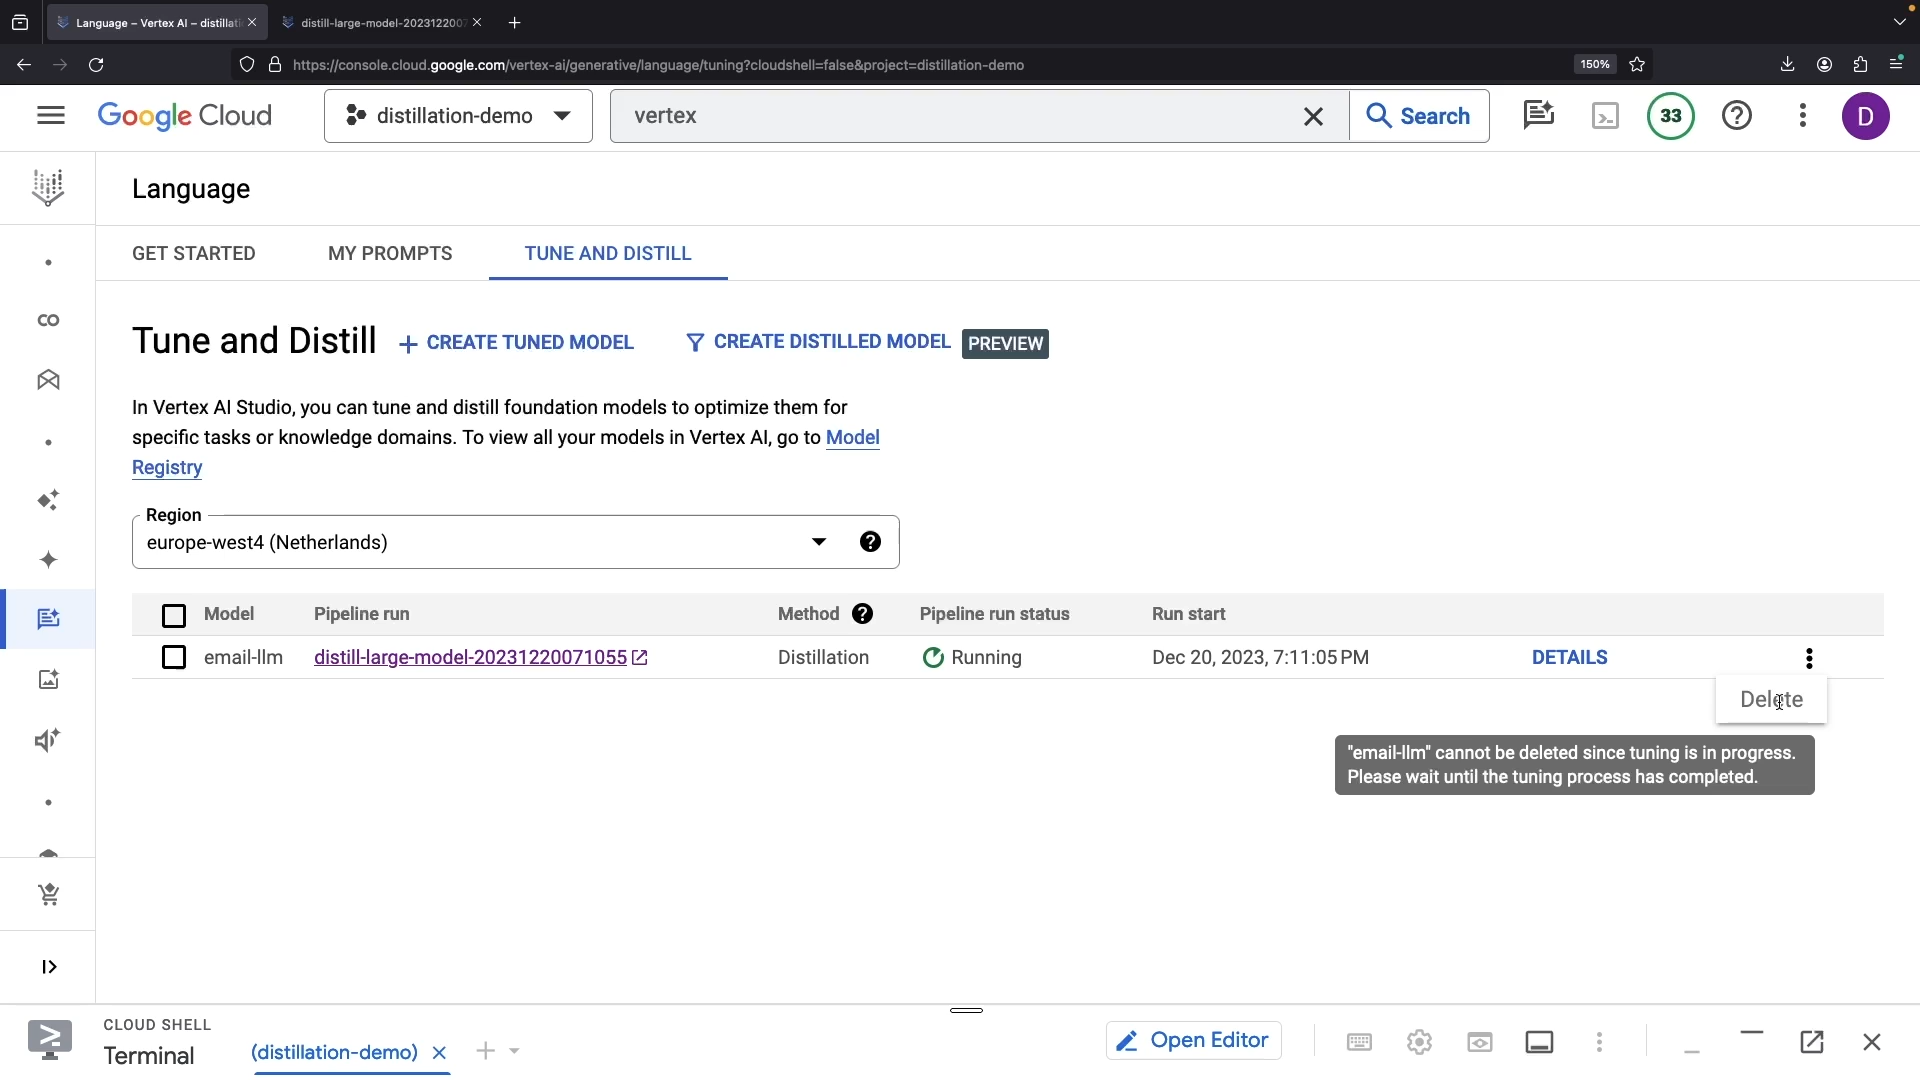 Language – Vertex AI – distillati
distill-large-model-2023122007
https://console.cloud.google.com/vertex-ai/generative/language/tuning?cloudshell=false&project=distillation-demo
150%
Google Cloud
distillation-demo
vertex
Search
33
D
Language
GET STARTED
MY PROMPTS
TUNE AND DISTILL
Tune and Distill
CREATE TUNED MODEL
CREATE DISTILLED MODEL
PREVIEW
In Vertex AI Studio, you can tune and distill foundation models to optimize them for
specific tasks or knowledge domains. To view all your models in Vertex AI, go to Model
Registry
Region
europe-west4 (Netherlands)
Model Pipeline run Method Pipeline run status Run start
email-llm distill-large-model-20231220071055 Distillation Running Dec 20, 2023, 7:11:05 PM DETAILS
Delete
"email-llm" cannot be deleted since tuning is in progress.
Please wait until the tuning process has completed.
CLOUD SHELL
Terminal
(distillation-demo)
Open Editor